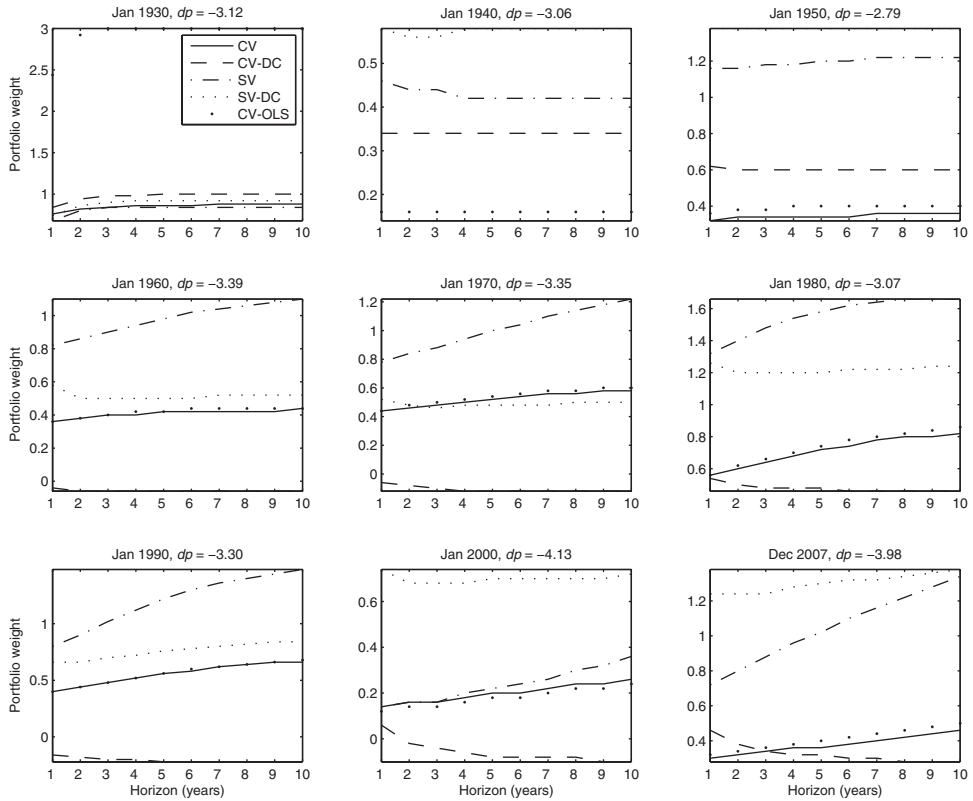 Jan 1930, dp = −3.12
Jan 1940, dp = −3.06
Jan 1950, dp = −2.79
Portfolio weight
3
2.5
2
1.5
1
CV
CV-DC
SV
SV-DC
CV-OLS
1 2 3 4 5 6 7 8 9 10
0.5
0.4
0.3
0.2
1 2 3 4 5 6 7 8 9 10
1.2
1
0.8
0.6
0.4
1 2 3 4 5 6 7 8 9 10
Jan 1960, dp = −3.39
Jan 1970, dp = −3.35
Jan 1980, dp = −3.07
Portfolio weight
1
0.8
0.6
0.4
0.2
0
1 2 3 4 5 6 7 8 9 10
1.2
1
0.8
0.6
0.4
0.2
0
1 2 3 4 5 6 7 8 9 10
1.6
1.4
1.2
1
0.8
0.6
1 2 3 4 5 6 7 8 9 10
Jan 1990, dp = −3.30
Jan 2000, dp = −4.13
Dec 2007, dp = −3.98
Portfolio weight
1
0.5
0
1 2 3 4 5 6 7 8 9 10
Horizon (years)
0.6
0.4
0.2
0
1 2 3 4 5 6 7 8 9 10
Horizon (years)
1.2
1
0.8
0.6
0.4
1 2 3 4 5 6 7 8 9 10
Horizon (years)